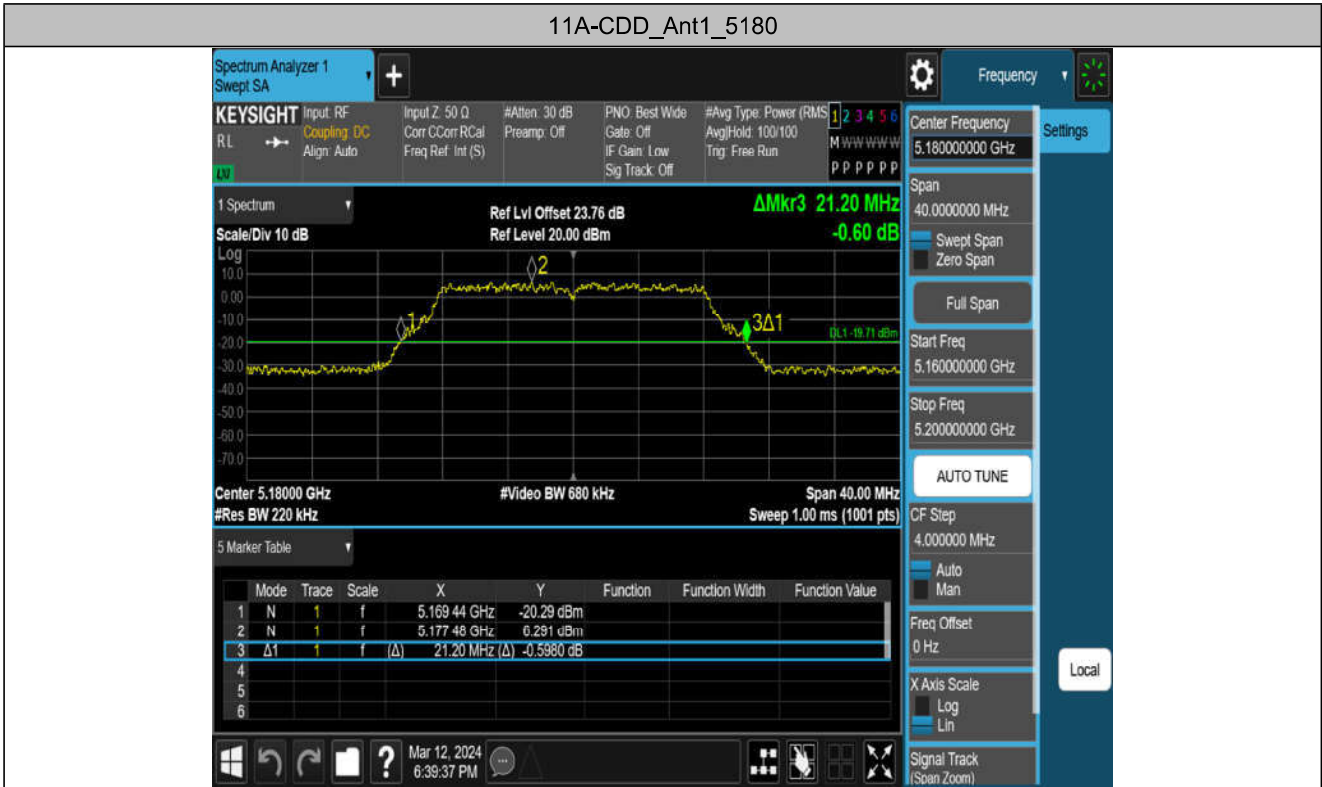 11A-CDD_Ant1_5180
Spectrum Analyzer 1
Swept SA
+
Frequency
KEYSIGHT
RL
LXI
Input: RF
Coupling: DC
Align: Auto
Input Z: 50 Ω
Corr CCorr RCal
Freq Ref: Int (S)
#Atten: 30 dB
Preamp: Off
PNO: Best Wide
Gate: Off
IF Gain: Low
Sig Track: Off
#Avg Type: Power (RMS
Avg|Hold: 100/100
Trig: Free Run
1 2 3 4 5 6
M W W W W W
P P P P P P
1 Spectrum
Scale/Div 10 dB
Ref Lvl Offset 23.76 dB
Ref Level 20.00 dBm
ΔMkr3 21.20 MHz
-0.60 dB
Log
10.0
0.00
-10.0
-20.0
-30.0
-40.0
-50.0
-60.0
-70.0
1
2
3Δ1
DL1 -19.71 dBm
Center 5.18000 GHz
#Video BW 680 kHz
Span 40.00 MHz
#Res BW 220 kHz
Sweep 1.00 ms (1001 pts)
5 Marker Table
Mode Trace Scale X Y Function Function Width Function Value
1 N 1 f 5.169 44 GHz -20.29 dBm
2 N 1 f 5.177 48 GHz 6.291 dBm
3 Δ1 1 f (Δ) 21.20 MHz (Δ) -0.5980 dB
4
5
6
Mar 12, 2024
6:39:37 PM
?
Center Frequency
5.180000000 GHz
Settings
Span
40.0000000 MHz
Swept Span
Zero Span
Full Span
Start Freq
5.160000000 GHz
Stop Freq
5.200000000 GHz
AUTO TUNE
CF Step
4.000000 MHz
Auto
Man
Freq Offset
0 Hz
Local
X Axis Scale
Log
Lin
Signal Track
(Span Zoom)